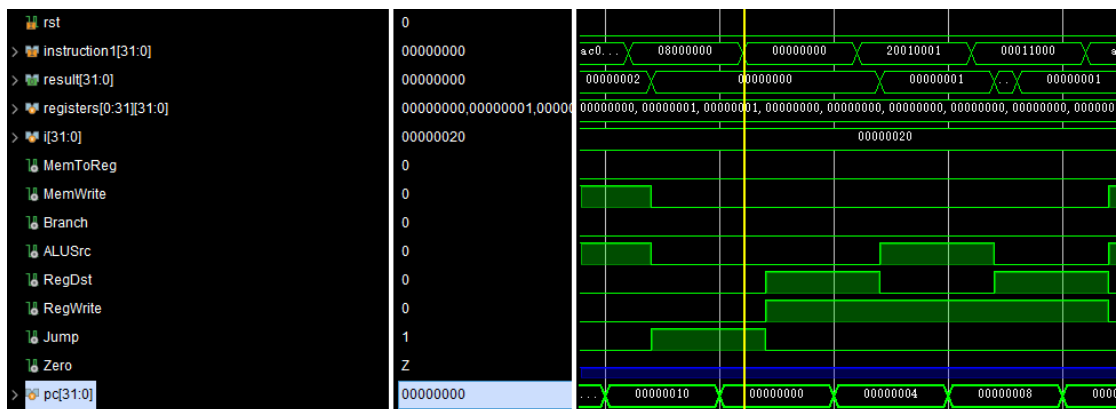 rst 0
instruction1[31:0] 00000000 ac0... 08000000 00000000 20010001 00011000 a
result[31:0] 00000000 00000002 00000000 00000001 ... 00000001
registers[0:31][31:0] 00000000,00000001,00000 00000000, 00000001, 00000001, 00000000, 00000000, 00000000, 00000000, 00000000, 000000
i[31:0] 00000020 00000020
MemToReg 0
MemWrite 0
Branch 0
ALUSrc 0
RegDst 0
RegWrite 0
Jump 1
Zero Z
pc[31:0] 00000000 ... 00000010 00000000 00000004 00000008 000